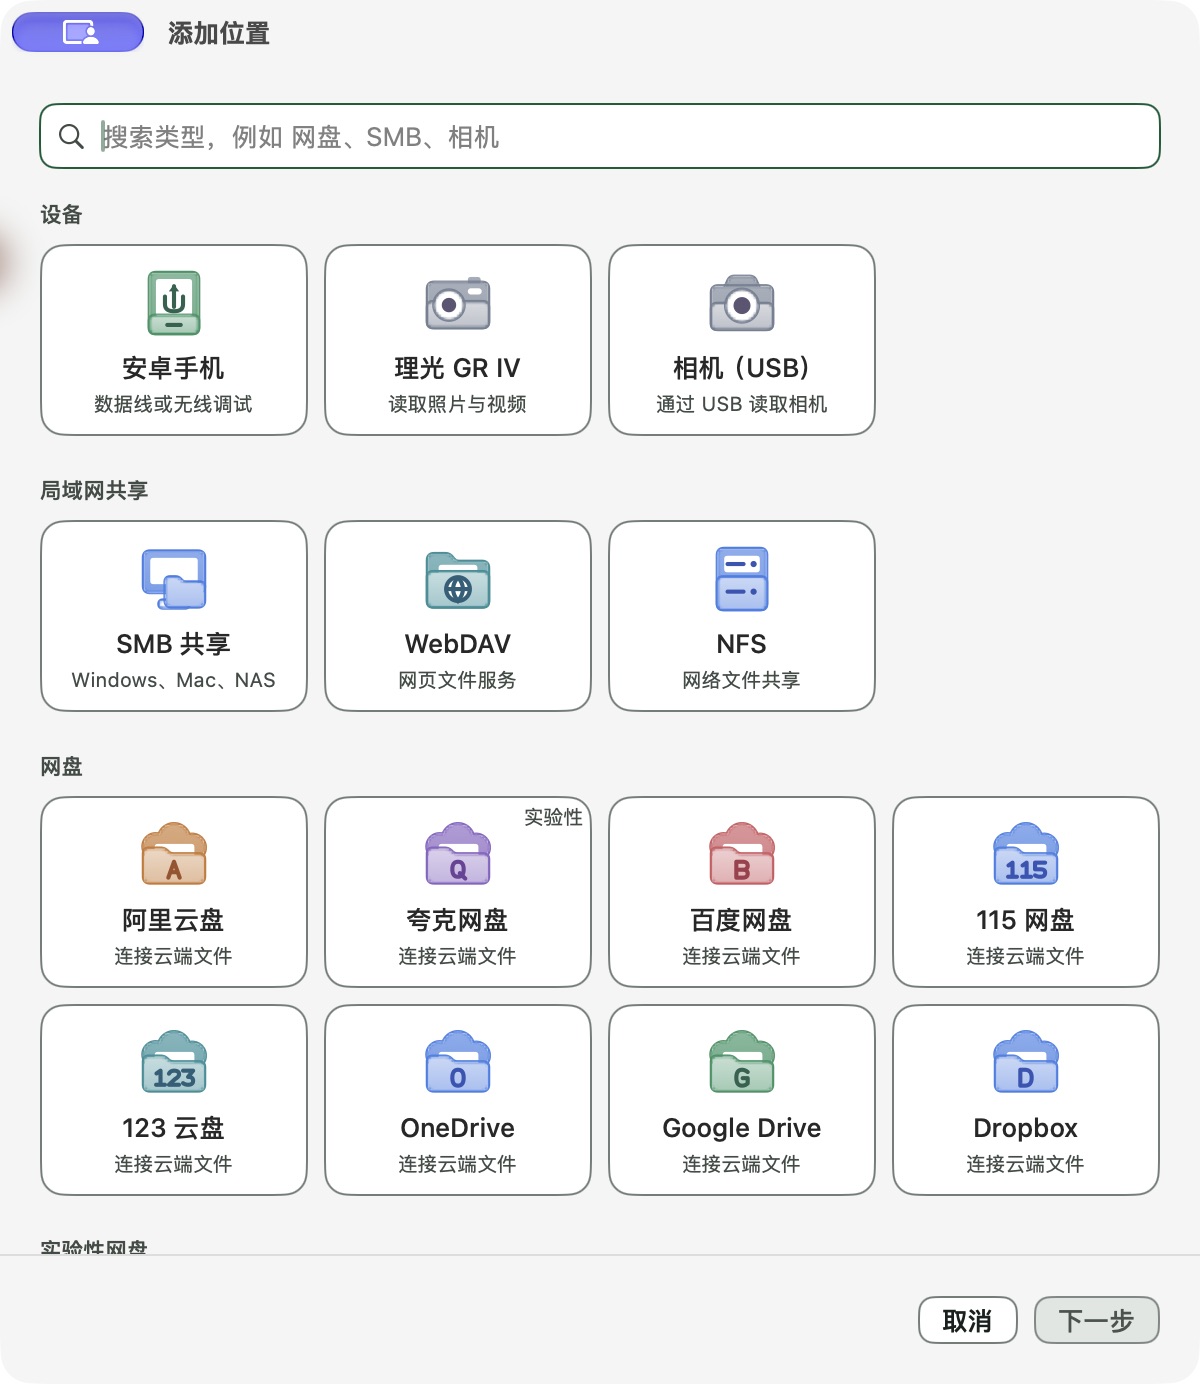 添加位置
搜索类型，例如 网盘、SMB、相机
设备
安卓手机
数据线或无线调试
理光 GR IV
读取照片与视频
相机（USB）
通过 USB 读取相机
局域网共享
SMB 共享
Windows、Mac、NAS
WebDAV
网页文件服务
NFS
网络文件共享
网盘
A
阿里云盘
连接云端文件
实验性
Q
夸克网盘
连接云端文件
B
百度网盘
连接云端文件
115
115 网盘
连接云端文件
123
123 云盘
连接云端文件
O
OneDrive
连接云端文件
G
Google Drive
连接云端文件
D
Dropbox
连接云端文件
实验性网盘
取消
下一步